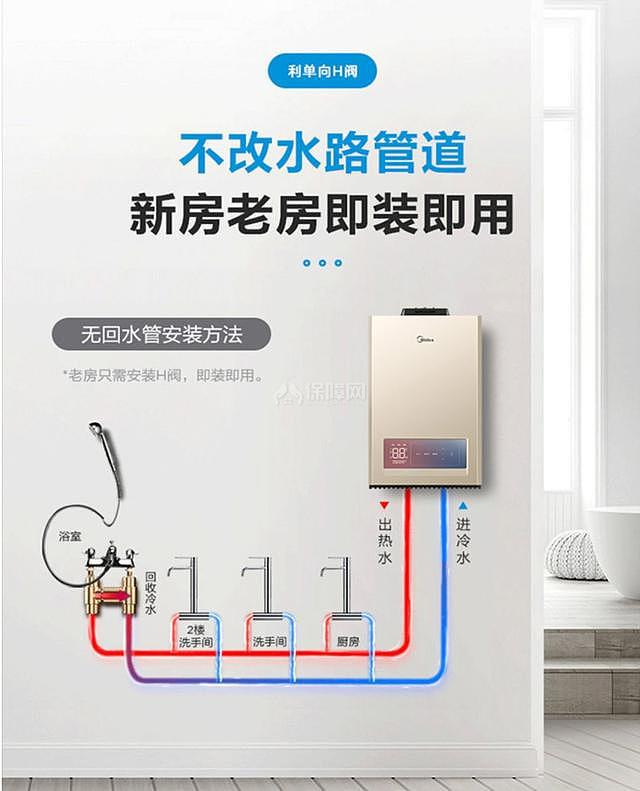 利单向H阀
不改水路管道
新房老房即装即用
无回水管安装方法
*老房只需安装H阀，即装即用。
保障网
Midea
88
出热水
进冷水
浴室
回收冷水
2楼
洗手间
洗手间
厨房